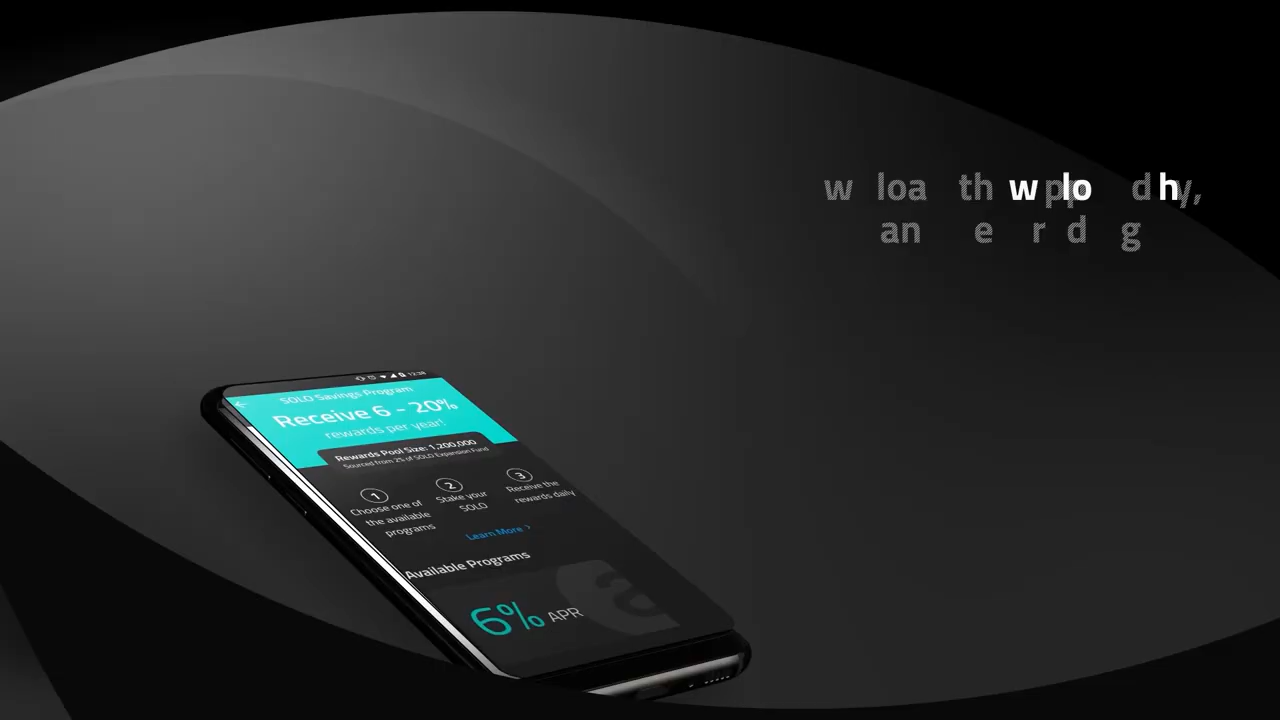 12:38
SOLO Savings Program
Receive 6 - 20%
rewards per year!
Rewards Pool Size: 1,200,000
Sourced from 2% of SOLO Expansion Fund
1
Choose one of
the available
programs
2
Stake your
SOLO
3
Receive the
rewards daily
Learn More >
Available Programs
6% APR